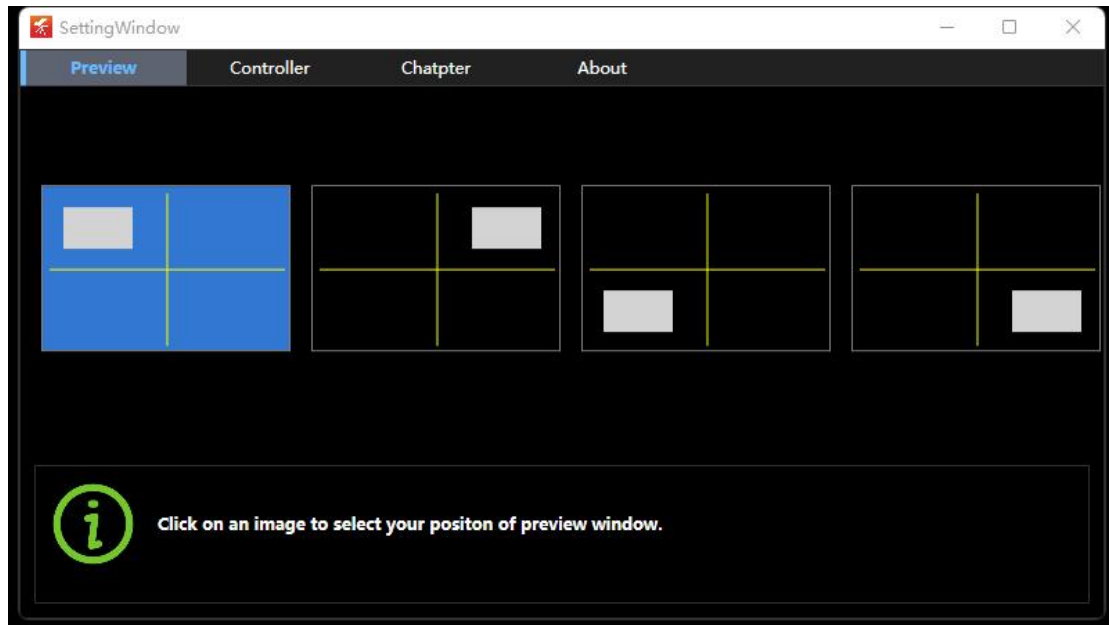 SettingWindow
Preview Controller Chatpter About
Click on an image to select your positon of preview window.